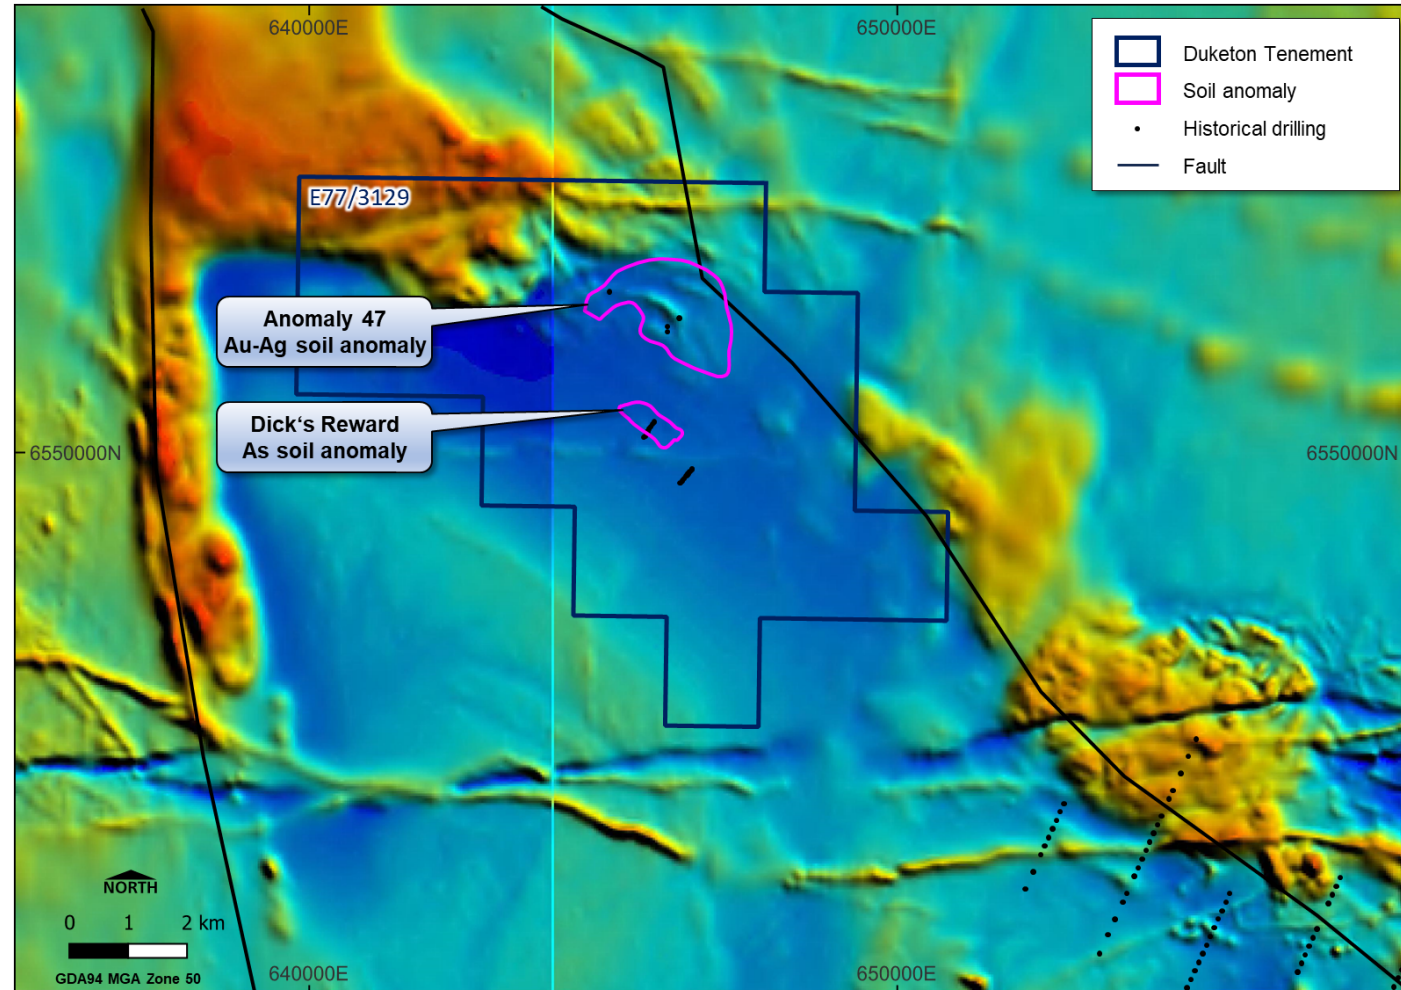 640000E
650000E
Duketon Tenement
Soil anomaly
Historical drilling
Fault
E77/3129
Anomaly 47
Au-Ag soil anomaly
Dick‘s Reward
As soil anomaly
6550000N
6550000N
NORTH
0 1 2 km
GDA94 MGA Zone 50
640000E
650000E